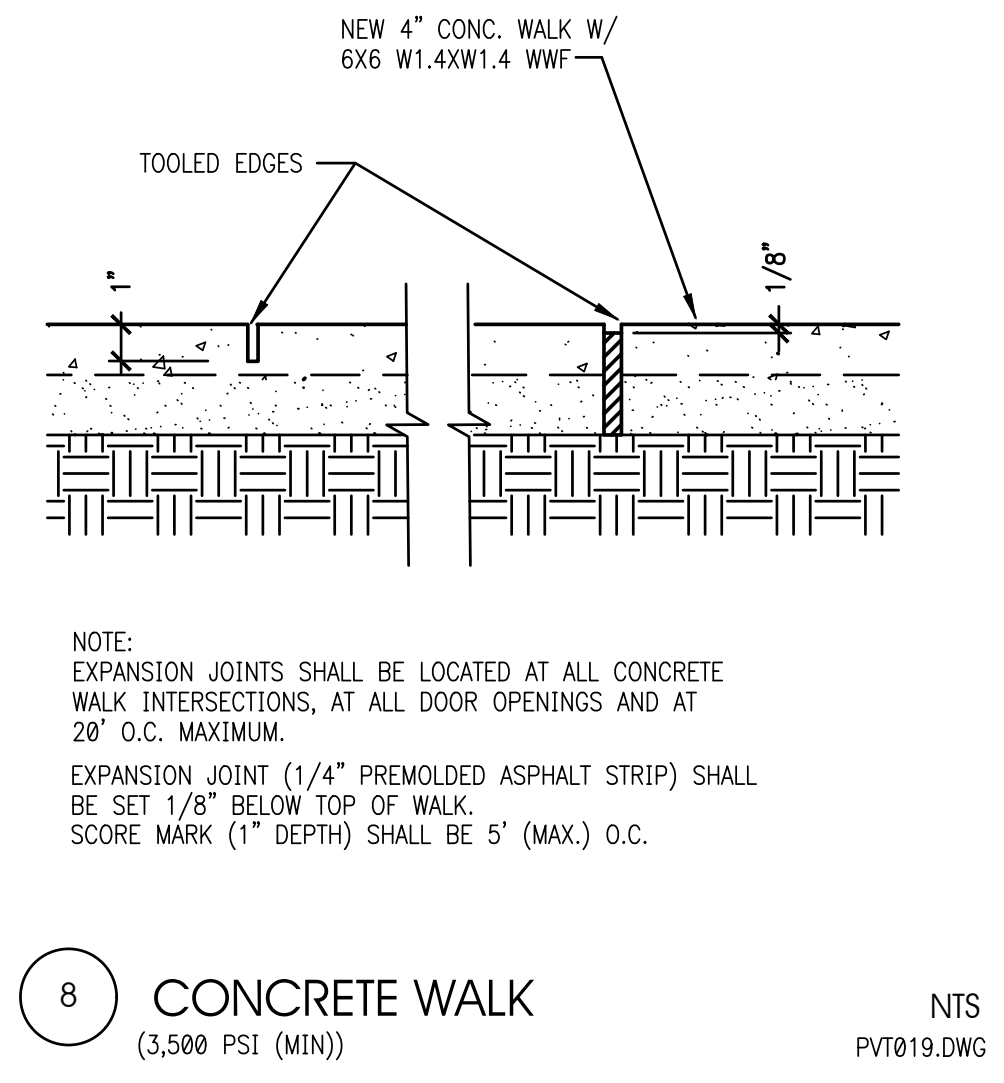 NEW 4" CONC. WALK W/
6X6 W1.4XW1.4 WWF
TOOLED EDGES
1"
1/8"
NOTE:
EXPANSION JOINTS SHALL BE LOCATED AT ALL CONCRETE
WALK INTERSECTIONS, AT ALL DOOR OPENINGS AND AT
20' O.C. MAXIMUM.
EXPANSION JOINT (1/4" PREMOLDED ASPHALT STRIP) SHALL
BE SET 1/8" BELOW TOP OF WALK.
SCORE MARK (1" DEPTH) SHALL BE 5' (MAX.) O.C.
8
CONCRETE WALK
(3,500 PSI (MIN))
NTS
PVT019.DWG